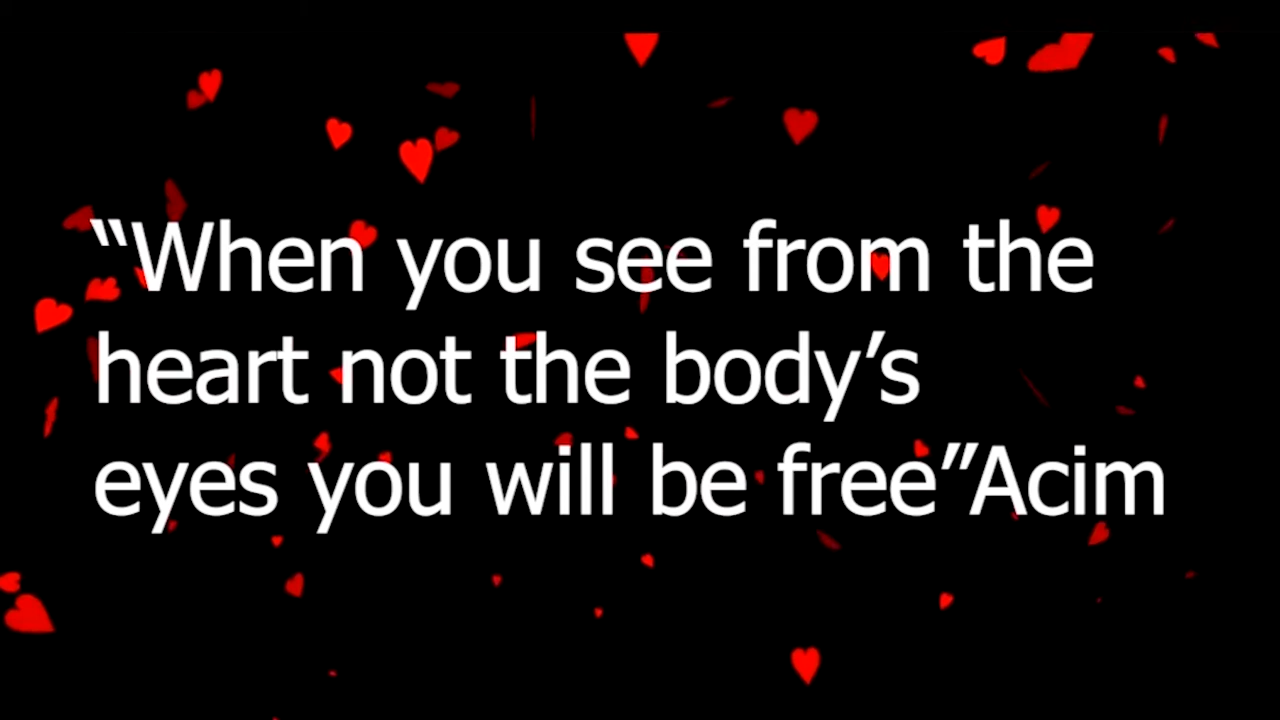 “When you see from the
heart not the body’s
eyes you will be free”Acim